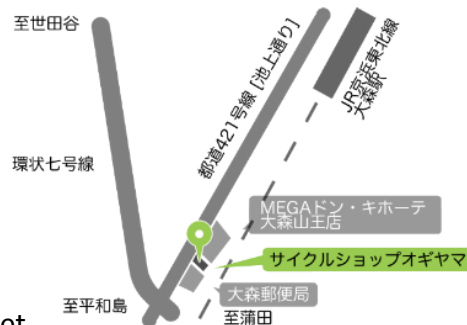 至世田谷
都道421号線 [池上通り]
JR京浜東北線
大森駅
環状七号線
MEGAドン・キホーテ
大森山王店
サイクルショップオギヤマ
大森郵便局
至平和島
至蒲田
et